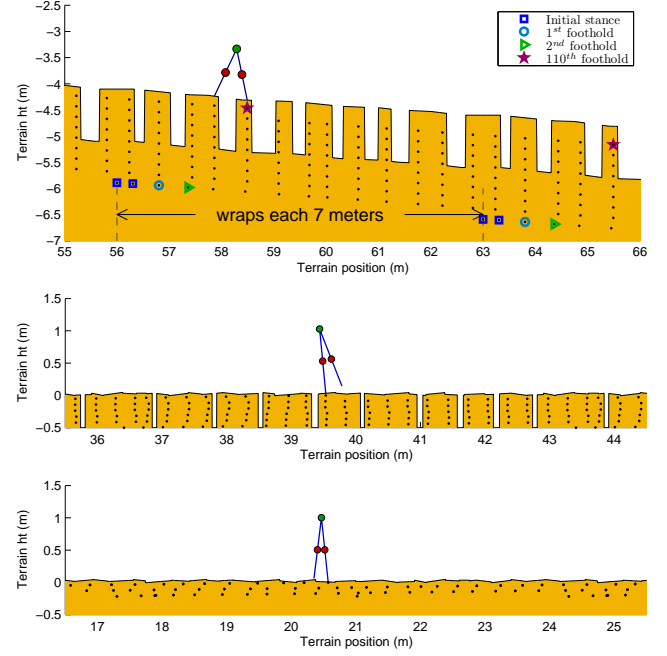 Initial stance
1st foothold
2nd foothold
110th foothold
Terrain ht (m)
−2.5
−3
−3.5
−4
−4.5
−5
−5.5
−6
−6.5
−7
wraps each 7 meters
55 56 57 58 59 60 61 62 63 64 65 66
Terrain position (m)
Terrain ht (m)
1.5
1
0.5
0
−0.5
36 37 38 39 40 41 42 43 44
Terrain position (m)
Terrain ht (m)
1.5
1
0.5
0
−0.5
17 18 19 20 21 22 23 24 25
Terrain position (m)